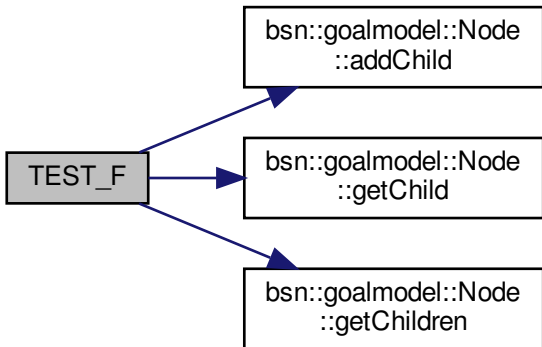 bsn::goalmodel::Node
::addChild
TEST_F
bsn::goalmodel::Node
::getChild
bsn::goalmodel::Node
::getChildren